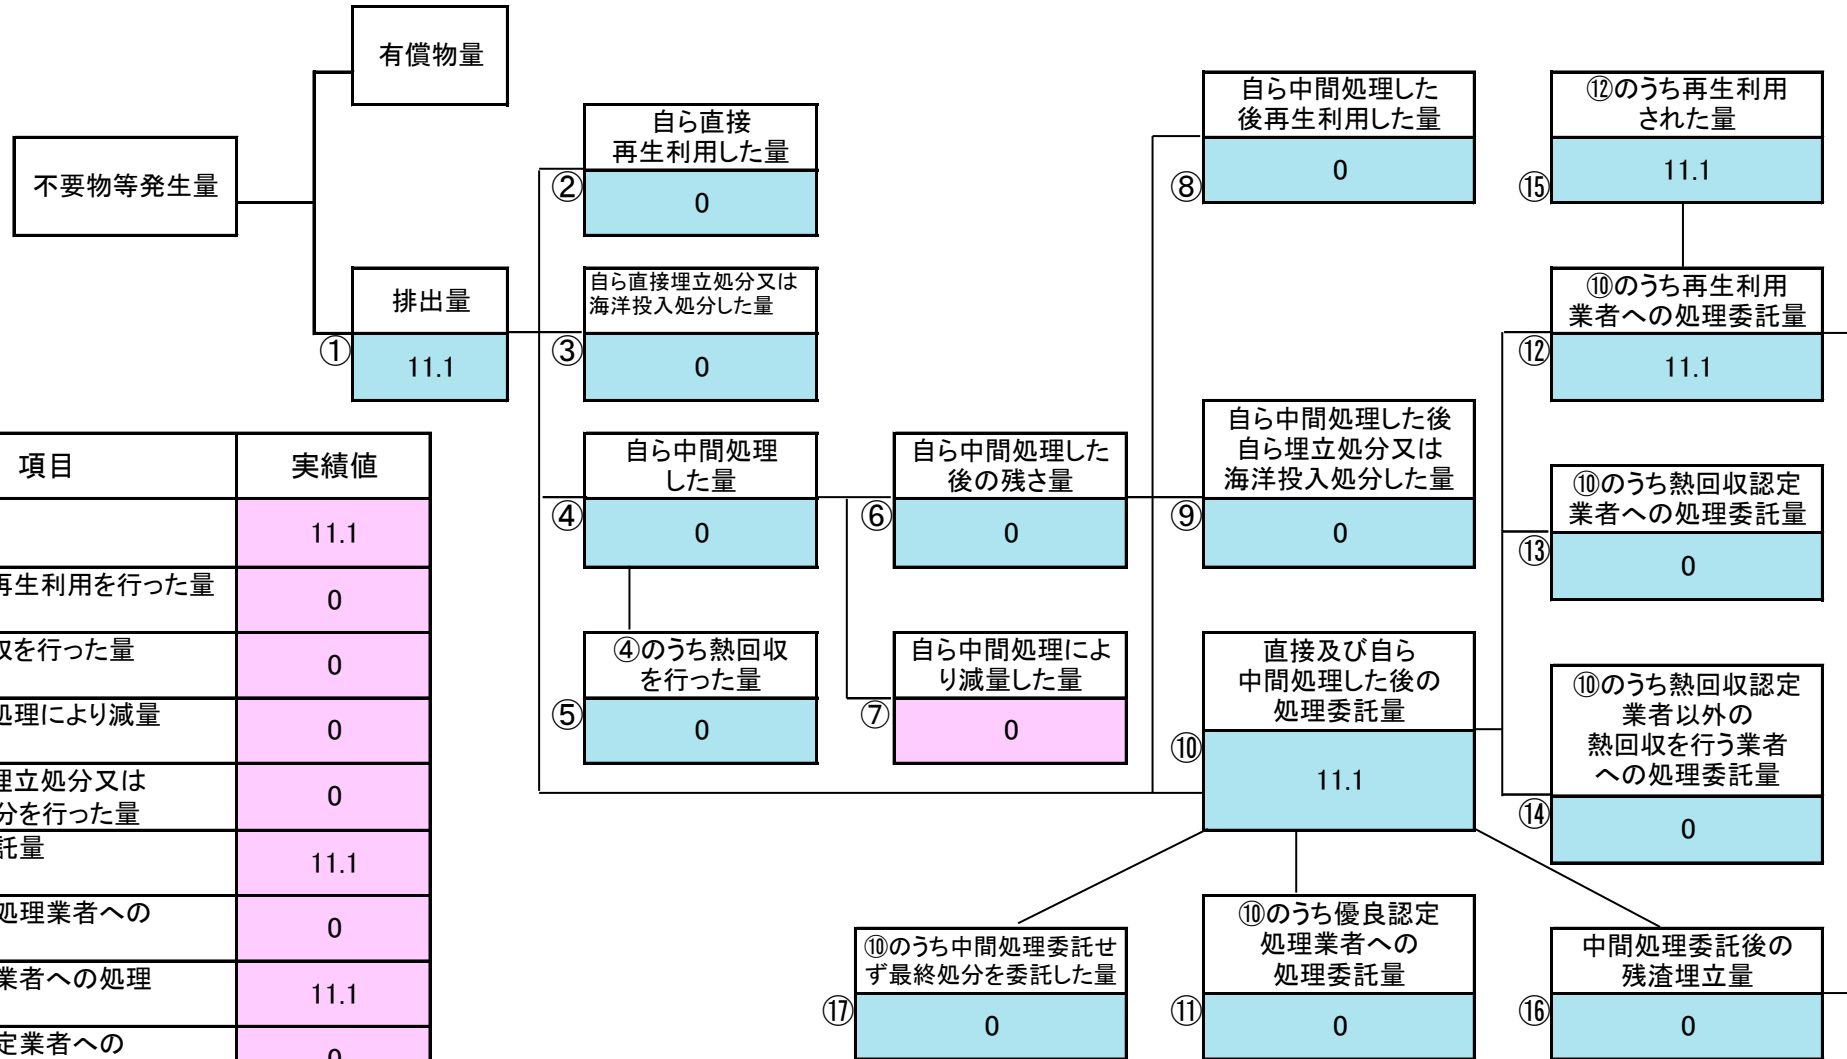 有償物量
不要物等発生量
排出量
①
11.1
自ら直接
再生利用した量
②
0
自ら直接埋立処分又は
海洋投入処分した量
③
0
自ら中間処理
した量
④
0
④のうち熱回収
を行った量
⑤
0
自ら中間処理した
後の残さ量
⑥
0
自ら中間処理によ
り減量した量
⑦
0
自ら中間処理した
後再生利用した量
⑧
0
自ら中間処理した後
自ら埋立処分又は
海洋投入処分した量
⑨
0
直接及び自ら
中間処理した後の
処理委託量
⑩
11.1
⑩のうち優良認定
処理業者への
処理委託量
⑪
0
⑫のうち再生利用
された量
⑮
11.1
⑩のうち再生利用
業者への処理委託量
⑫
11.1
⑩のうち熱回収認定
業者への処理委託量
⑬
0
⑩のうち熱回収認定
業者以外の
熱回収を行う業者
への処理委託量
⑭
0
⑩のうち中間処理委託せ
ず最終処分を委託した量
⑰
0
中間処理委託後の
残渣埋立量
⑯
0
項目 実績値
11.1
再生利用を行った量 0
を行った量 0
処理により減量 0
埋立処分又は
分を行った量 0
託量 11.1
処理業者への 0
業者への処理 11.1
定業者への 0